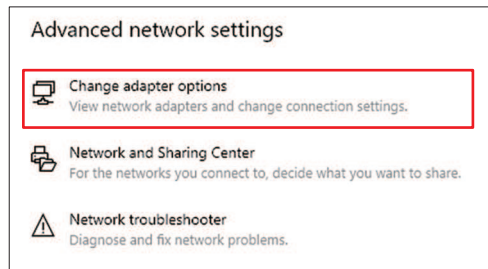 Advanced network settings
Change adapter options
View network adapters and change connection settings.
Network and Sharing Center
For the networks you connect to, decide what you want to share.
Network troubleshooter
Diagnose and fix network problems.